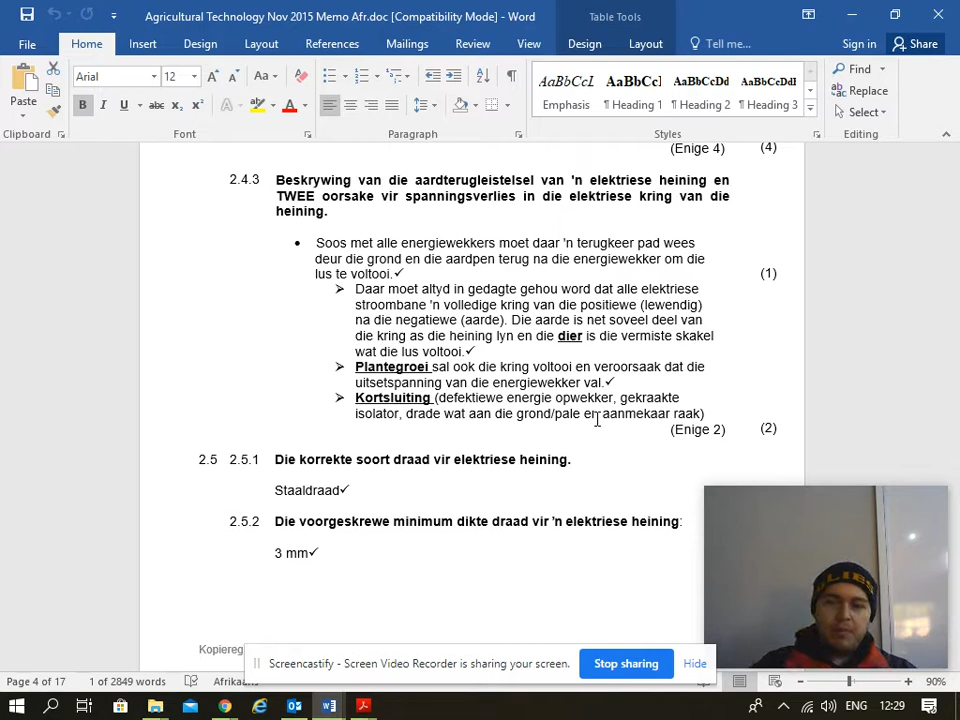 Agricultural Technology Nov 2015 Memo Afr.doc [Compatibility Mode] - Word
Table Tools
File Home Insert Design Layout References Mailings Review View Design Layout Tell me... Sign in Share
Paste
Arial 12 Aa
B I U abc x₂ x² A A
AaBbCcL AaBbCcI AaBbCcDd AaBbCcDdI
Emphasis ¶ Heading 1 ¶ Heading 2 ¶ Heading 3
Find
Replace
Select
Clipboard Font Paragraph Styles Editing
(Enige 4) (4)
2.4.3 Beskrywing van die aardterugleistelsel van 'n elektriese heining en
TWEE oorsake vir spanningsverlies in die elektriese kring van die
heining.
• Soos met alle energiewekkers moet daar 'n terugkeer pad wees
deur die grond en die aardpen terug na die energiewekker om die
lus te voltooi.✓ (1)
➢ Daar moet altyd in gedagte gehou word dat alle elektriese
stroombane 'n volledige kring van die positiewe (lewendig)
na die negatiewe (aarde). Die aarde is net soveel deel van
die kring as die heining lyn en die dier is die vermiste skakel
wat die lus voltooi.✓
➢ Plantegroei sal ook die kring voltooi en veroorsaak dat die
uitsetspanning van die energiewekker val.✓
➢ Kortsluiting (defektiewe energie opwekker, gekraakte
isolator, drade wat aan die grond/pale en aanmekaar raak)
(Enige 2) (2)
2.5 2.5.1 Die korrekte soort draad vir elektriese heining.
Staaldraad✓
2.5.2 Die voorgeskrewe minimum dikte draad vir 'n elektriese heining:
3 mm✓
Kopiereg
Screencastify - Screen Video Recorder is sharing your screen. Stop sharing Hide
Page 4 of 17 1 of 2849 words Afrikaans 90%
ENG 12:29